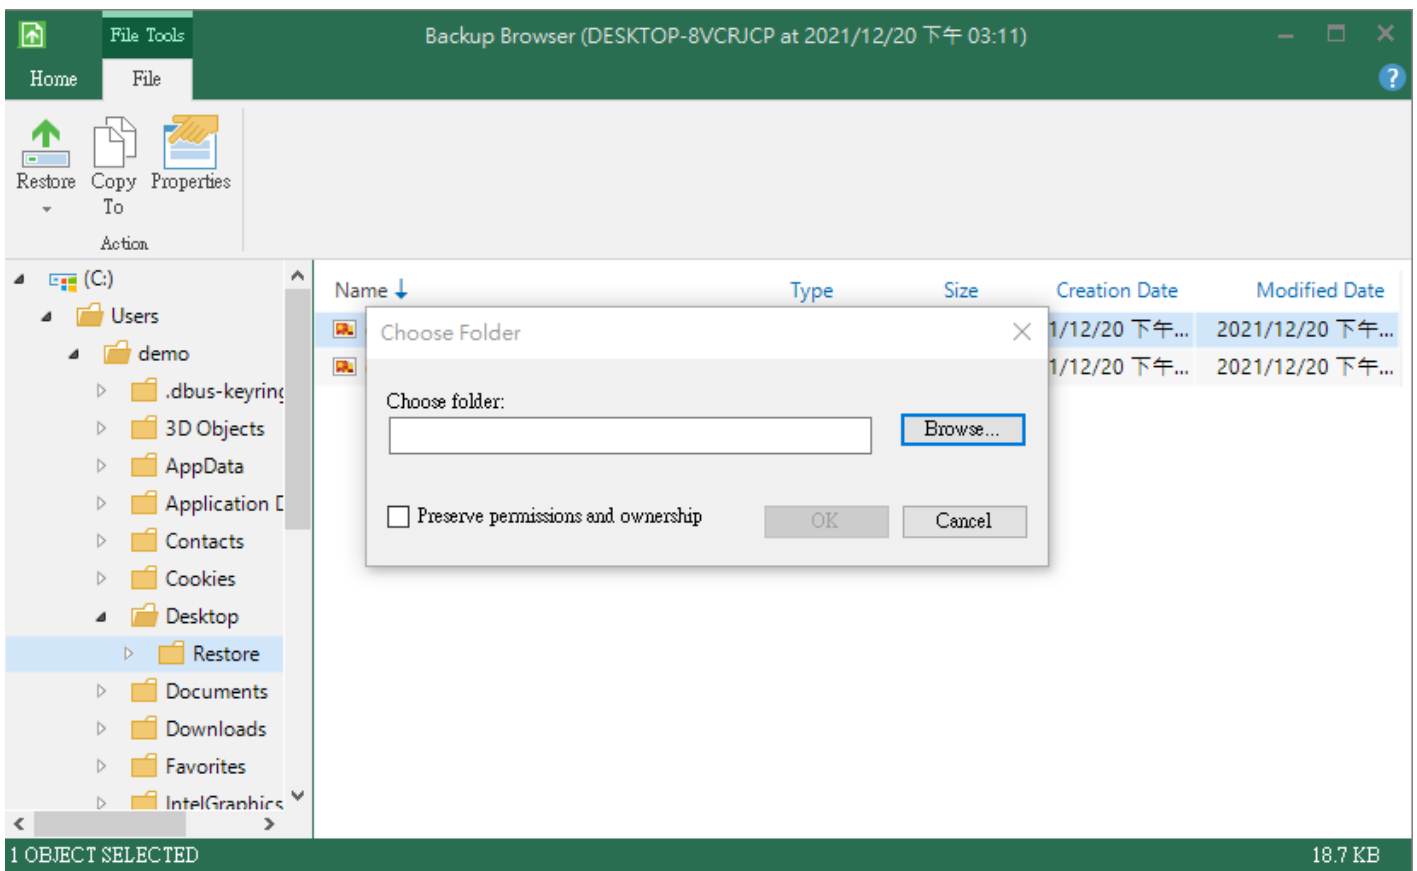 File Tools
Backup Browser (DESKTOP-8VCRJCP at 2021/12/20 下午 03:11)
Home
File
?
Restore
Copy To
Properties
Action
(C:)
Users
demo
.dbus-keyring
3D Objects
AppData
Application D
Contacts
Cookies
Desktop
Restore
Documents
Downloads
Favorites
IntelGraphics
Name
Type
Size
Creation Date
Modified Date
1/12/20 下午...
2021/12/20 下午...
1/12/20 下午...
2021/12/20 下午...
Choose Folder
Choose folder:
Browse...
Preserve permissions and ownership
OK
Cancel
1 OBJECT SELECTED
18.7 KB